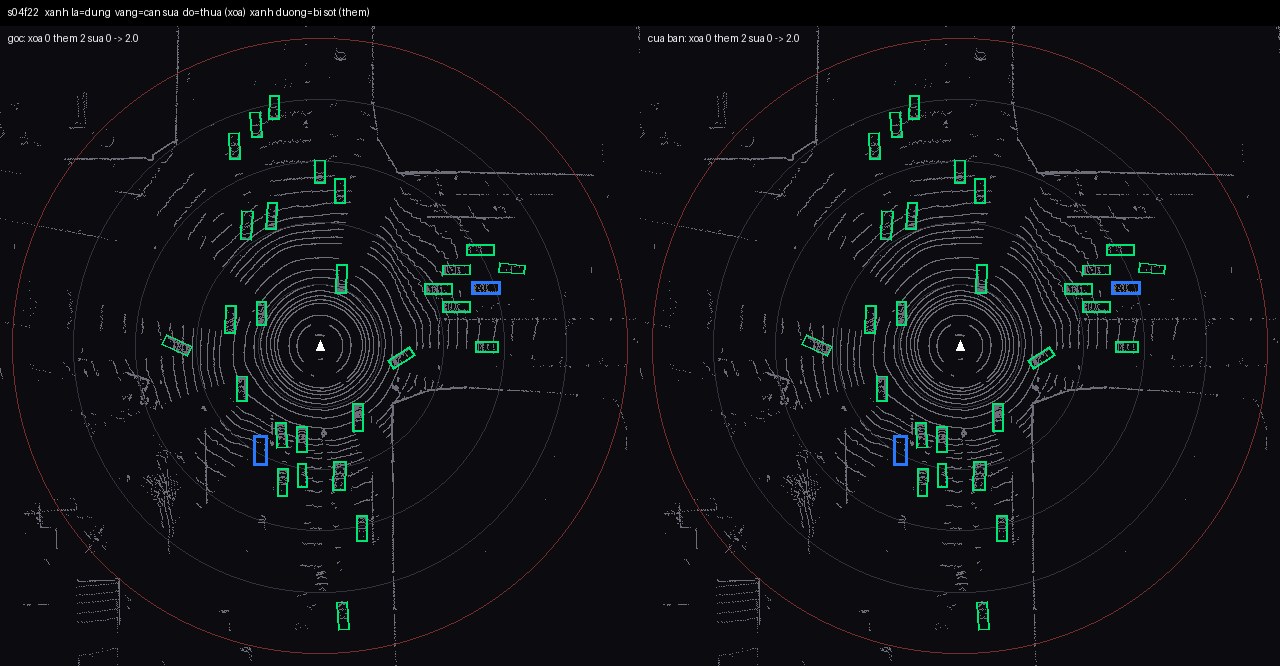 s04f22 xanh la=dung vang=can sua do=thua (xoa) xanh duong=bi sot (them)
goc: xoa 0 them 2 sua 0 -> 2.0
cua ban: xoa 0 them 2 sua 0 -> 2.0